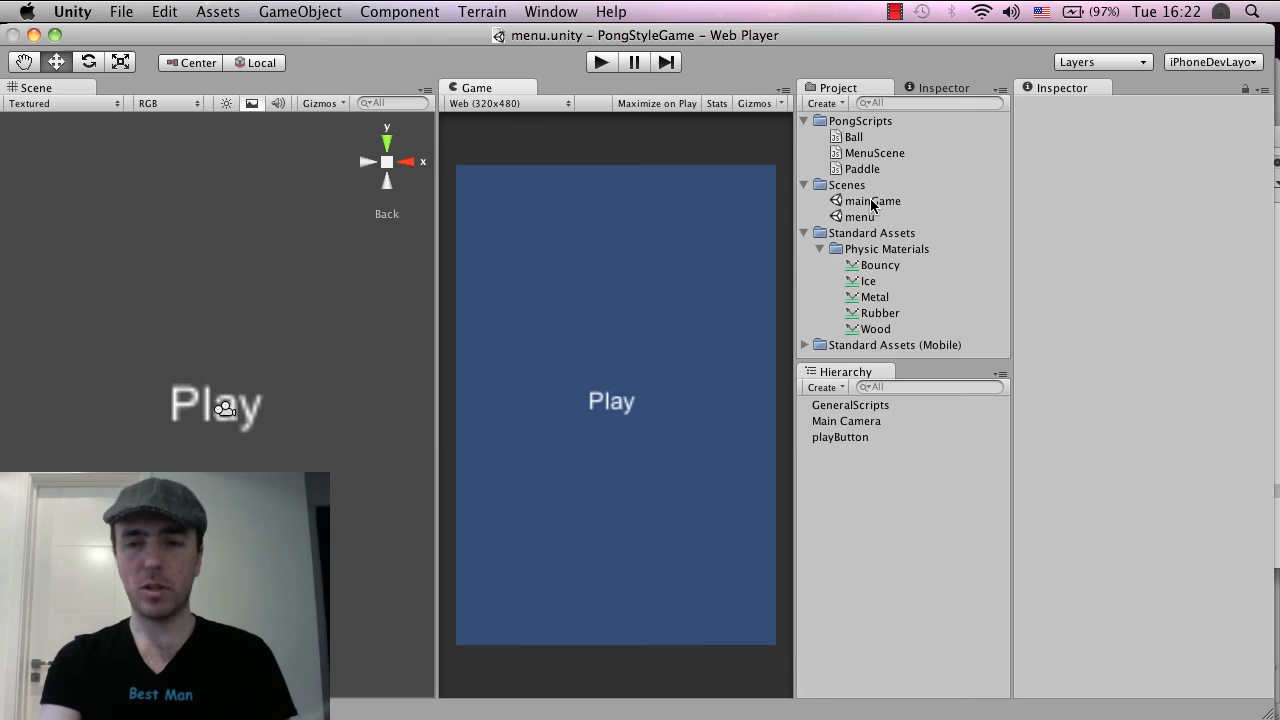 Unity File Edit Assets GameObject Component Terrain Window Help (97%) Tue 16:22
menu.unity – PongStyleGame – Web Player
Center Local Layers iPhoneDevLayo
Scene
Textured RGB Gizmos All
y
x
Back
Play
Best Man
Game
Web (320x480) Maximize on Play Stats Gizmos
Play
Project Inspector
Create All
PongScripts
Ball
MenuScene
Paddle
Scenes
mainGame
menu
Standard Assets
Physic Materials
Bouncy
Ice
Metal
Rubber
Wood
Standard Assets (Mobile)
Hierarchy
Create All
GeneralScripts
Main Camera
playButton
Inspector